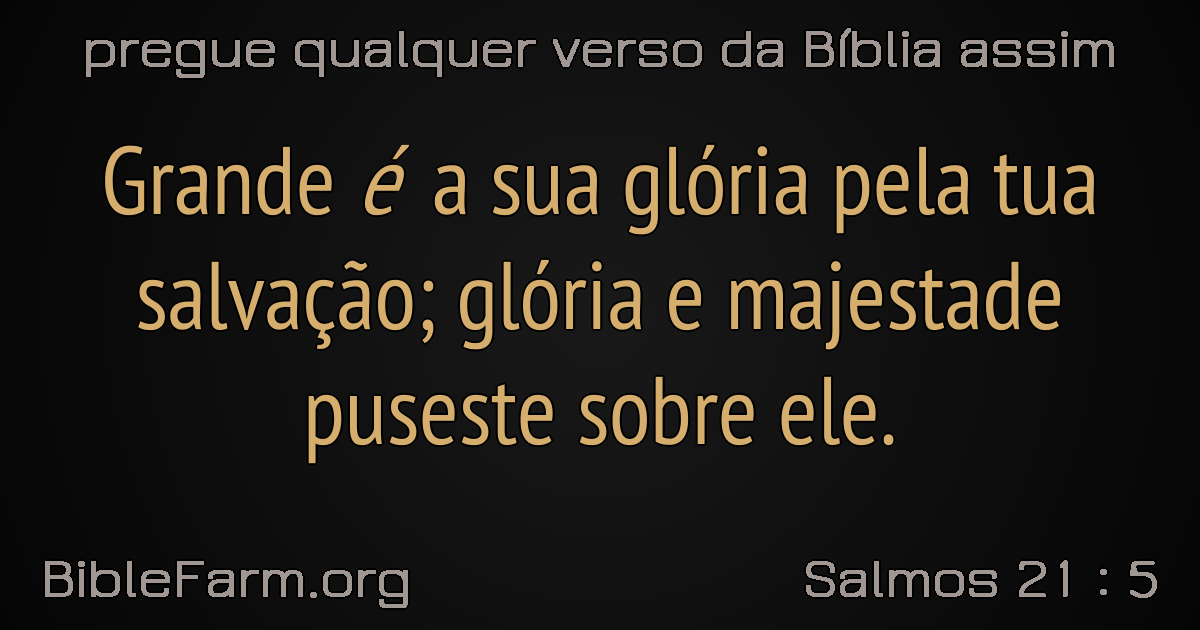 pregue qualquer verso da Bíblia assim
Grande é a sua glória pela tua
salvação; glória e majestade
puseste sobre ele.
BibleFarm.org
Salmos 21 : 5